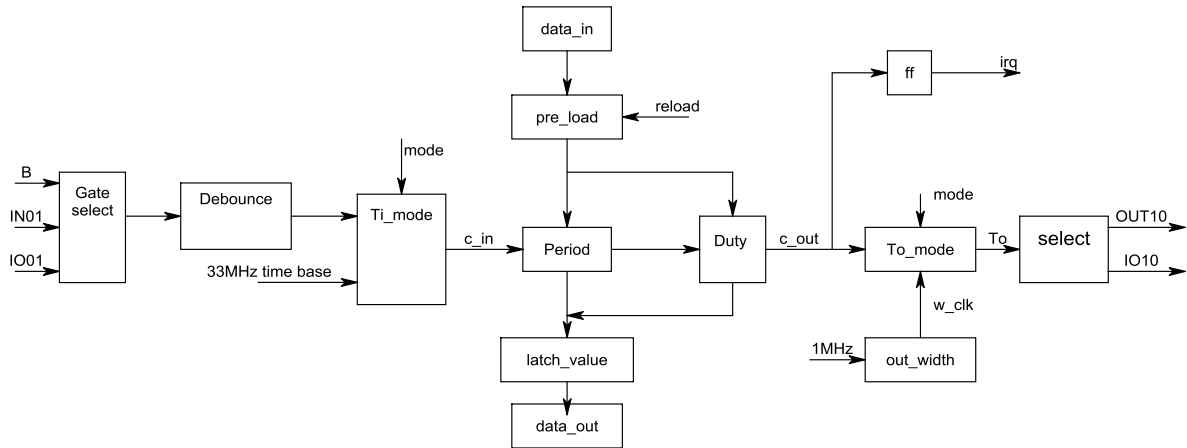 data_in
ff
irq
pre_load
reload
mode
B
Gate
select
IN01
IO01
Debounce
Ti_mode
33MHz time base
c_in
Period
Duty
c_out
mode
To_mode
To
select
OUT10
IO10
w_clk
latch_value
1MHz
out_width
data_out